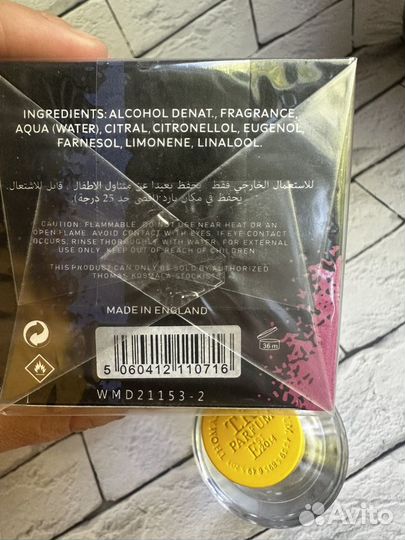 INGREDIENTS: ALCOHOL DENAT., FRAGRANCE,
AQUA (WATER), CITRAL, CITRONELLOL, EUGENOL,
FARNESOL, LIMONENE, LINALOOL.
للاستعمال الخارجي فقط. يحفظ بعيدا عن متناول الاطفال. قابل للاشتعال.
يحفظ في مكان بارد (اقصى حد 25 درجة)
CAUTION: FLAMMABLE. DO NOT USE NEAR HEAT OR AN
OPEN FLAME. AVOID CONTACT WITH EYES. IF EYE CONTACT
OCCURS, RINSE THOROUGHLY WITH WATER. FOR EXTERNAL
USE ONLY. KEEP OUT OF REACH OF CHILDREN.
THIS PRODUCT CAN ONLY BE SOLD BY AUTHORIZED
THOMAS KOSMALA STOCKISTS.
MADE IN ENGLAND
36 m
5 060412 110716
WMD21153-2
PARFUM
2014
Avito